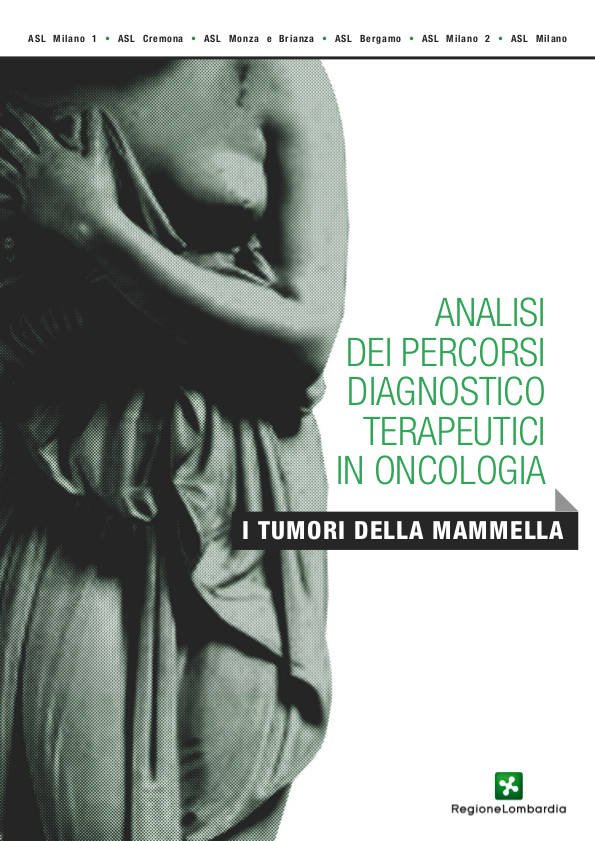 ASL Milano 1 • ASL Cremona • ASL Monza e Brianza • ASL Bergamo • ASL Milano 2 • ASL Milano
ANALISI
DEI PERCORSI
DIAGNOSTICO
TERAPEUTICI
IN ONCOLOGIA
I TUMORI DELLA MAMMELLA
RegioneLombardia